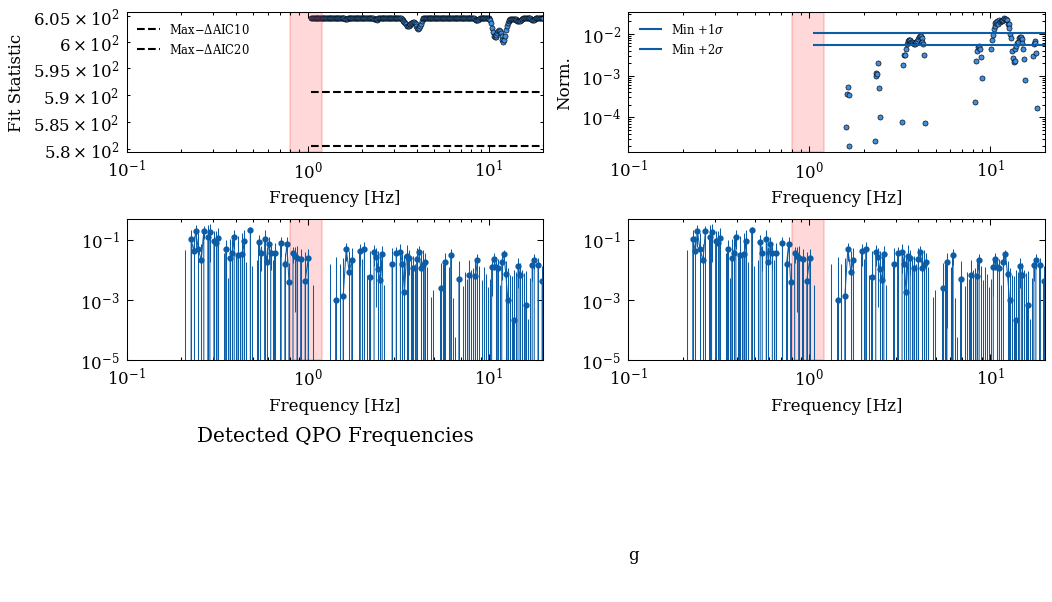 Fit Statistic
6.05 × 10²
6 × 10²
5.95 × 10²
5.9 × 10²
5.85 × 10²
5.8 × 10²
Max−ΔAIC10
Max−ΔAIC20
10⁻¹ 10⁰ 10¹
Frequency [Hz]
Norm.
10⁻²
10⁻³
10⁻⁴
Min +1σ
Min +2σ
10⁻¹ 10⁰ 10¹
Frequency [Hz]
10⁻¹
10⁻³
10⁻⁵
10⁻¹ 10⁰ 10¹
Frequency [Hz]
10⁻¹
10⁻³
10⁻⁵
10⁻¹ 10⁰ 10¹
Frequency [Hz]
Detected QPO Frequencies
g